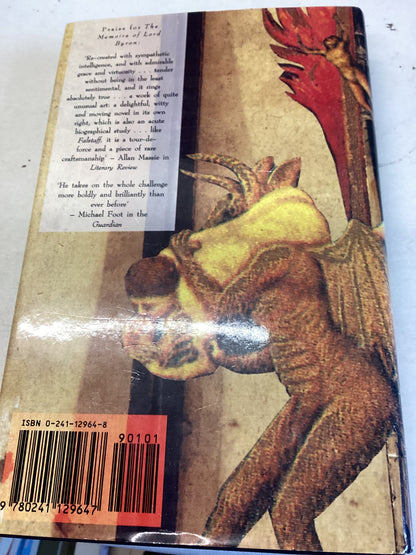 Praise for The
Memoirs of Lord
Byron:
'Re-created with sympathetic
intelligence, and with admirable
grace and virtuosity . . . tender
without being in the least
sentimental, and it rings
absolutely true . . . a work of quite
unusual art: a delightful, witty
and moving novel in its own
right, which is also an acute
biographical study . . . like
Falstaff, it is a tour-de-
force and a piece of rare
craftsmanship' – Allan Massie in
Literary Review
'He takes on the whole challenge
more boldly and brilliantly than
ever before'
– Michael Foot in the
Guardian
ISBN 0-241-12964-8
90101
9 780241 129647